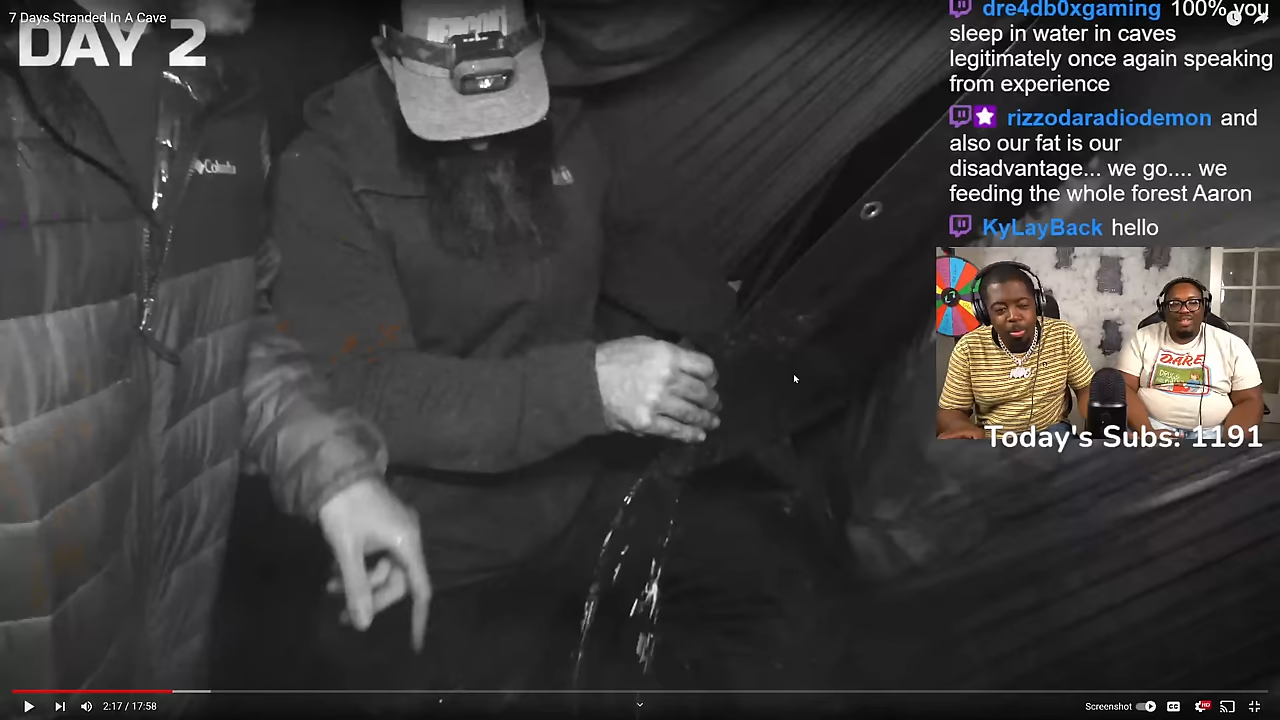 7 Days Stranded In A Cave
DAY 2
dre4db0xgaming 100% you
sleep in water in caves
legitimately once again speaking
from experience
rizzodaradiodemon and
also our fat is our
disadvantage... we go.... we
feeding the whole forest Aaron
KyLayBack hello
Columbia
DARE
Today's Subs: 1191
2:17 / 17:58
Screenshot
HD